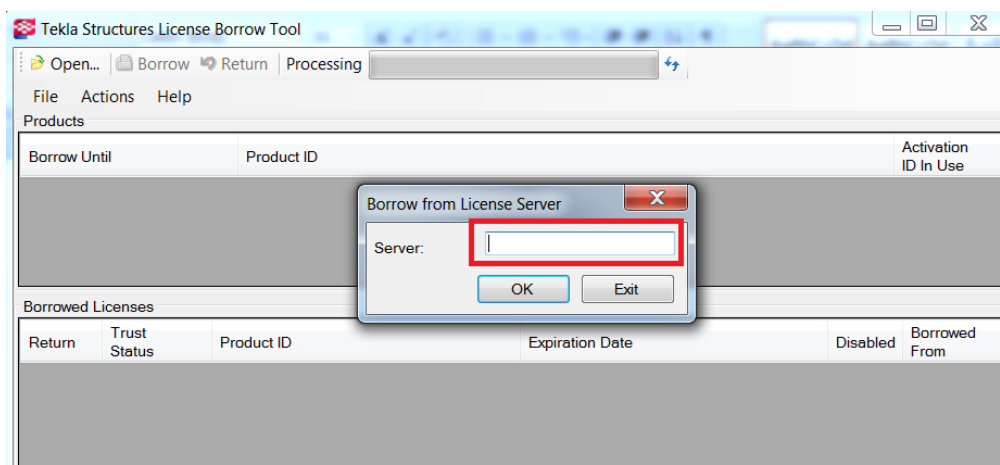 Tekla Structures License Borrow Tool
Open... Borrow Return Processing
File Actions Help
Products
Borrow Until Product ID Activation ID In Use
Borrow from License Server
Server:
OK Exit
Borrowed Licenses
Return Trust Status Product ID Expiration Date Disabled Borrowed From